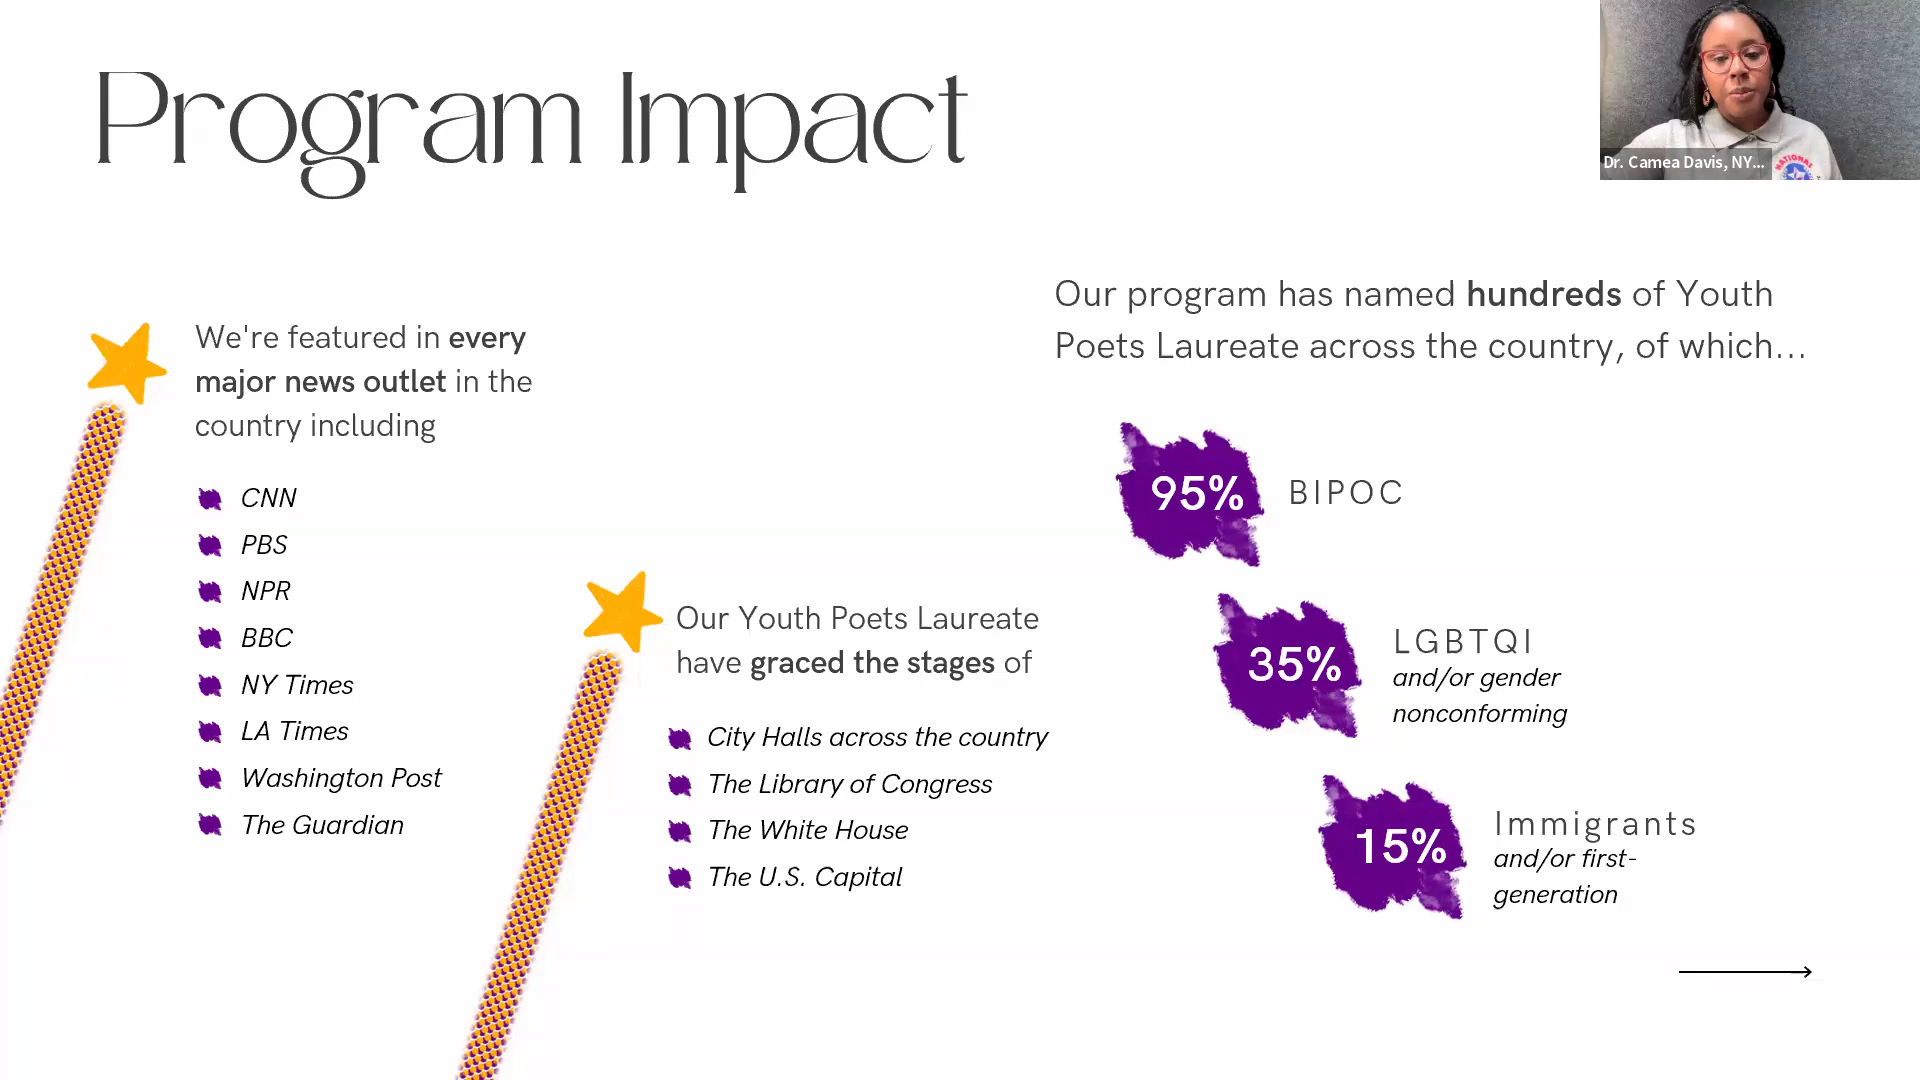 Program Impact
Dr. Camea Davis, NY...
NATIONAL
We're featured in every
major news outlet in the
country including
CNN
PBS
NPR
BBC
NY Times
LA Times
Washington Post
The Guardian
Our Youth Poets Laureate
have graced the stages of
City Halls across the country
The Library of Congress
The White House
The U.S. Capital
Our program has named hundreds of Youth
Poets Laureate across the country, of which...
95% BIPOC
35% LGBTQI
and/or gender
nonconforming
15% Immigrants
and/or first-
generation